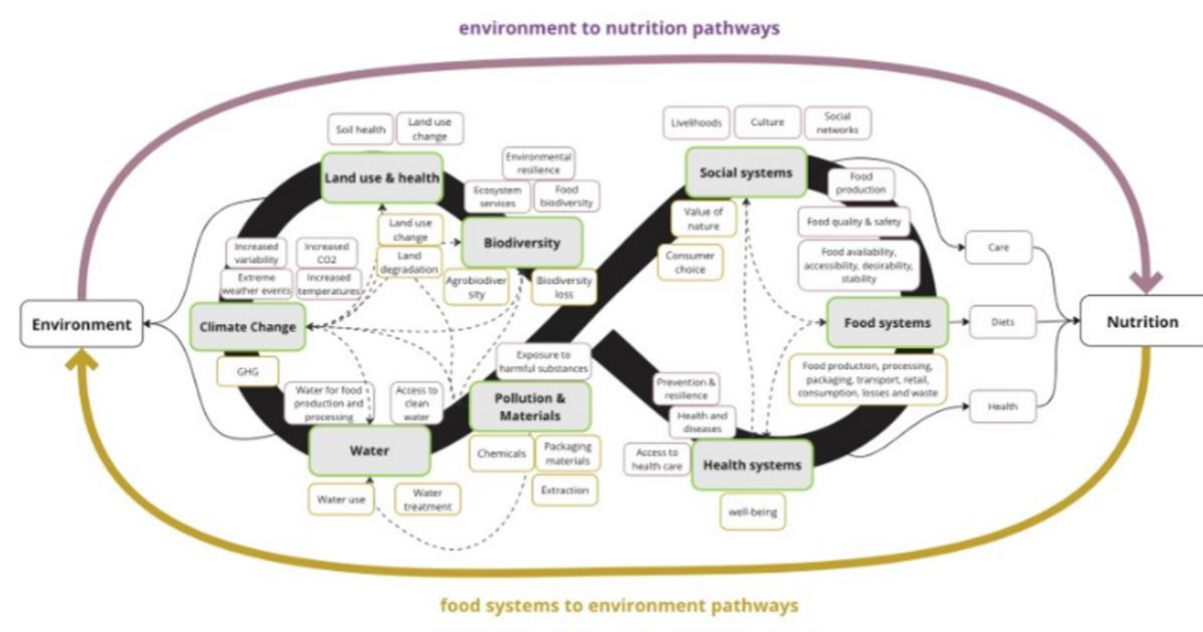 environment to nutrition pathways
Soil health
Land use
change
Livelihoods
Culture
Social
networks
Land use & health
Environmental
resilience
Ecosystem
services
Food
biodiversity
Social systems
Food
production
Land use
change
Land
degradation
Biodiversity
Value of
nature
Food quality & safety
Increased
variability
Increased
CO2
Extreme
weather events
Increased
temperatures
Agrobiodiver
sity
Biodiversity
loss
Consumer
choice
Food availability,
accessibility, desirability,
stability
Care
Environment
Climate Change
Food systems
Diets
Nutrition
GHG
Exposure to
harmful substances
Food production, processing,
packaging, transport, retail,
consumption, losses and waste
Water for food
production and
processing
Access to
clean
water
Pollution &
Materials
Prevention &
resilience
Health and
diseases
Health
Water
Chemicals
Packaging
materials
Access to
health care
Health systems
Water use
Water
treatment
Extraction
well-being
food systems to environment pathways